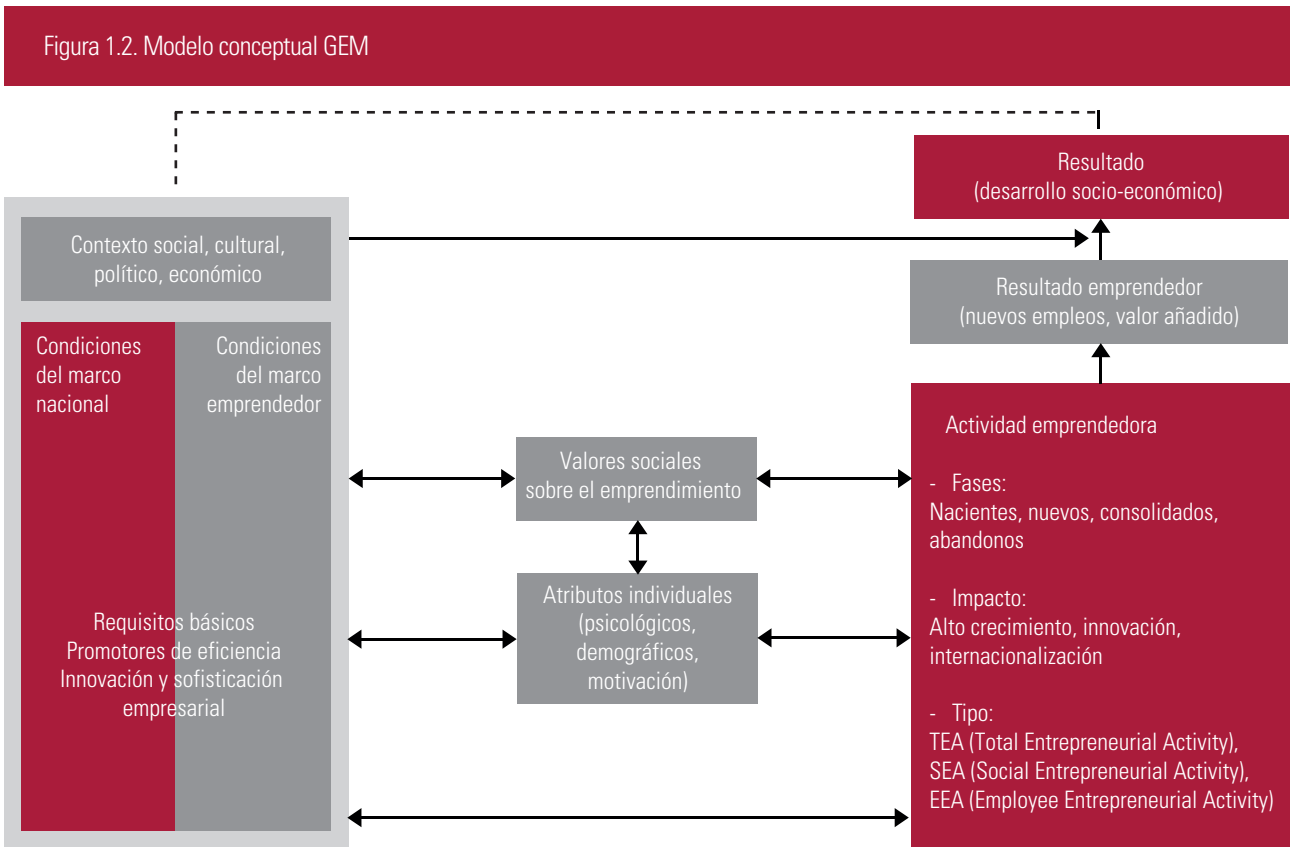 Figura 1.2. Modelo conceptual GEM
Resultado
(desarrollo socio-económico)
Contexto social, cultural,
político, económico
Resultado emprendedor
(nuevos empleos, valor añadido)
Condiciones
del marco
nacional
Condiciones
del marco
emprendedor
Requisitos básicos
Promotores de eficiencia
Innovación y sofisticación
empresarial
Valores sociales
sobre el emprendimiento
Atributos individuales
(psicológicos,
demográficos,
motivación)
Actividad emprendedora
- Fases:
Nacientes, nuevos, consolidados,
abandonos
- Impacto:
Alto crecimiento, innovación,
internacionalización
- Tipo:
TEA (Total Entrepreneurial Activity),
SEA (Social Entrepreneurial Activity),
EEA (Employee Entrepreneurial Activity)